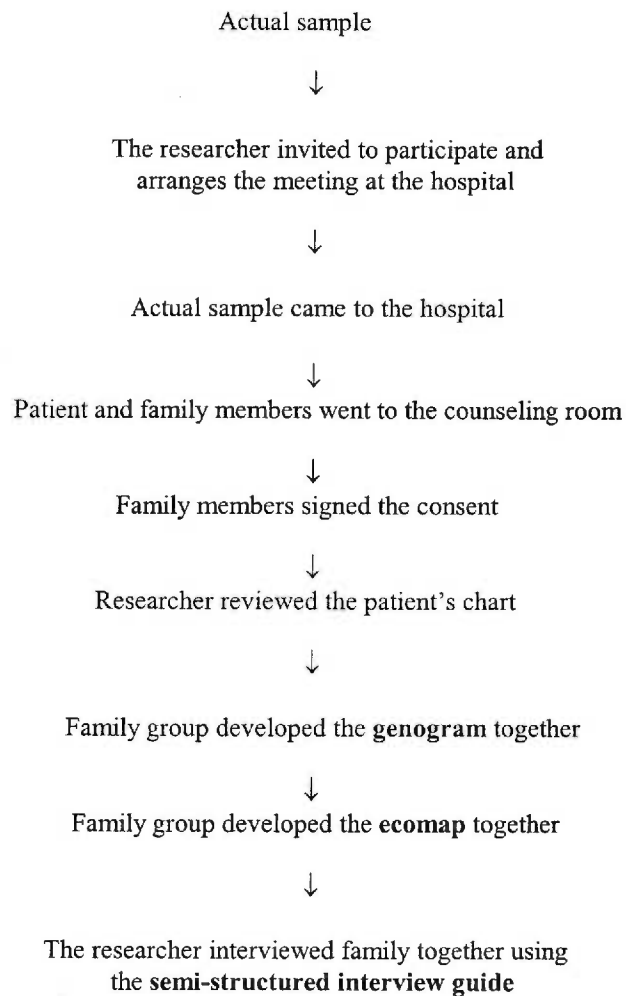 Actual sample
↓
The researcher invited to participate and
arranges the meeting at the hospital
↓
Actual sample came to the hospital
↓
Patient and family members went to the counseling room
↓
Family members signed the consent
↓
Researcher reviewed the patient's chart
↓
Family group developed the genogram together
↓
Family group developed the ecomap together
↓
The researcher interviewed family together using
the semi-structured interview guide